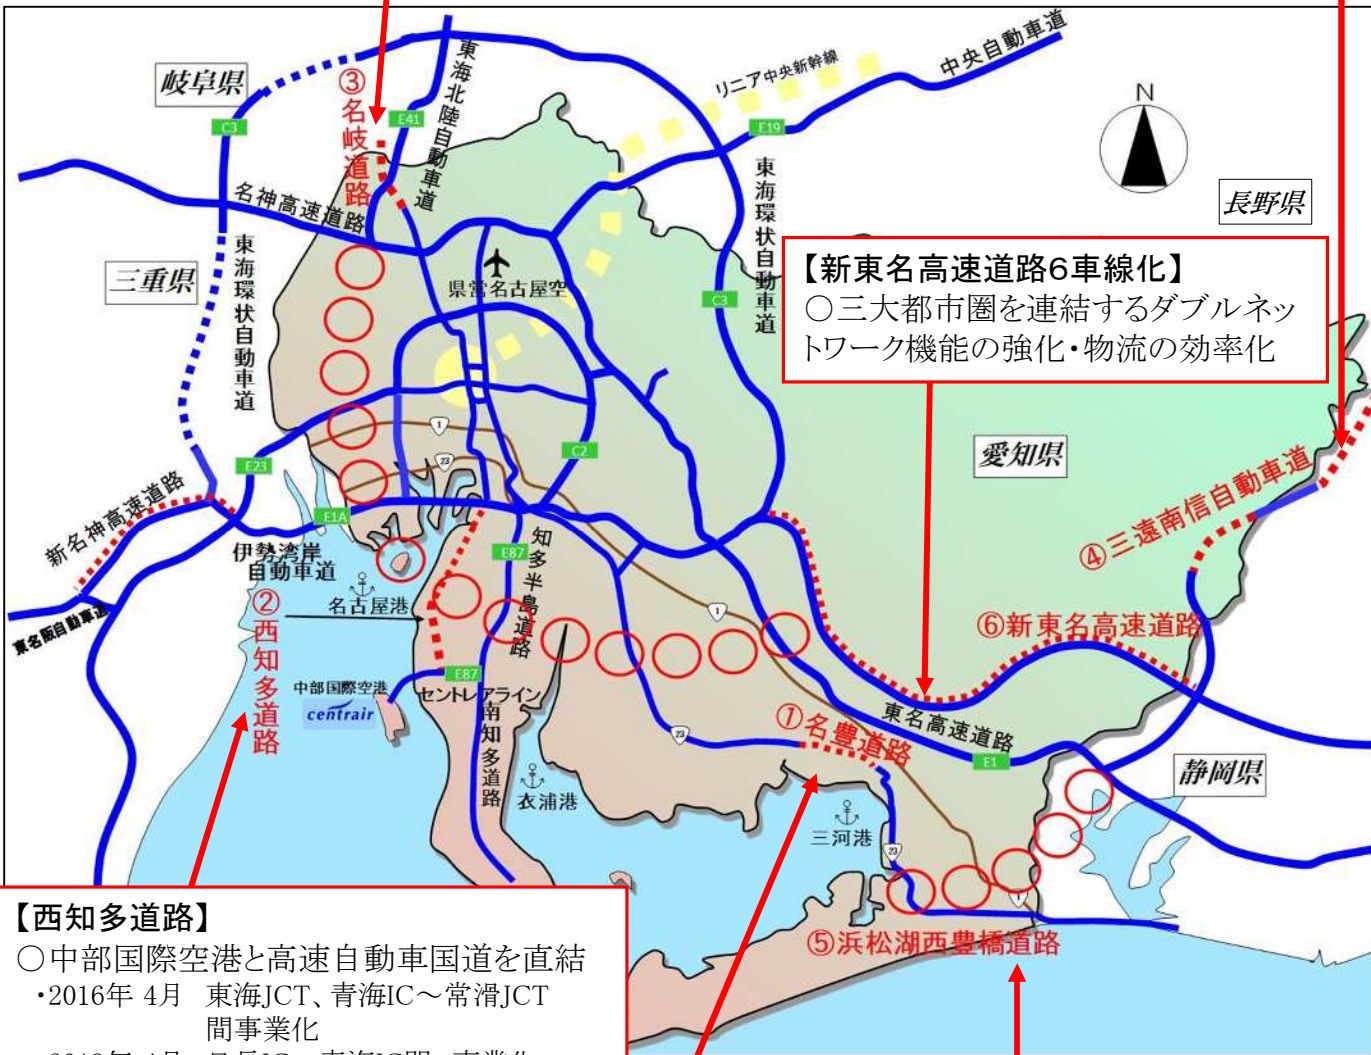 岐阜県
C3
③名岐道路
E41
東海北陸自動車道
リニア中央新幹線
中央自動車道
E19
N
長野県
名神高速道路
三重県
東海環状自動車道
県営名古屋空
東海環状自動車道
C3
【新東名高速道路6車線化】
○三大都市圏を連結するダブルネッ
トワーク機能の強化・物流の効率化
1
23
C2
E23
愛知県
新名神高速道路
E1A
伊勢湾岸
自動車道
④三遠南信自動車道
東名阪自動車道
名古屋港
②西知多道路
E87
知多半島道路
1
⑥新東名高速道路
E87
中部国際空港
centrair
セントレアライン
南知多道路
衣浦港
23
①名豊道路
東名高速道路
E1
静岡県
三河港
23
1
⑤浜松湖西豊橋道路
【西知多道路】
○中部国際空港と高速自動車国道を直結
・2016年 4月 東海JCT、青海IC～常滑JCT
間事業化